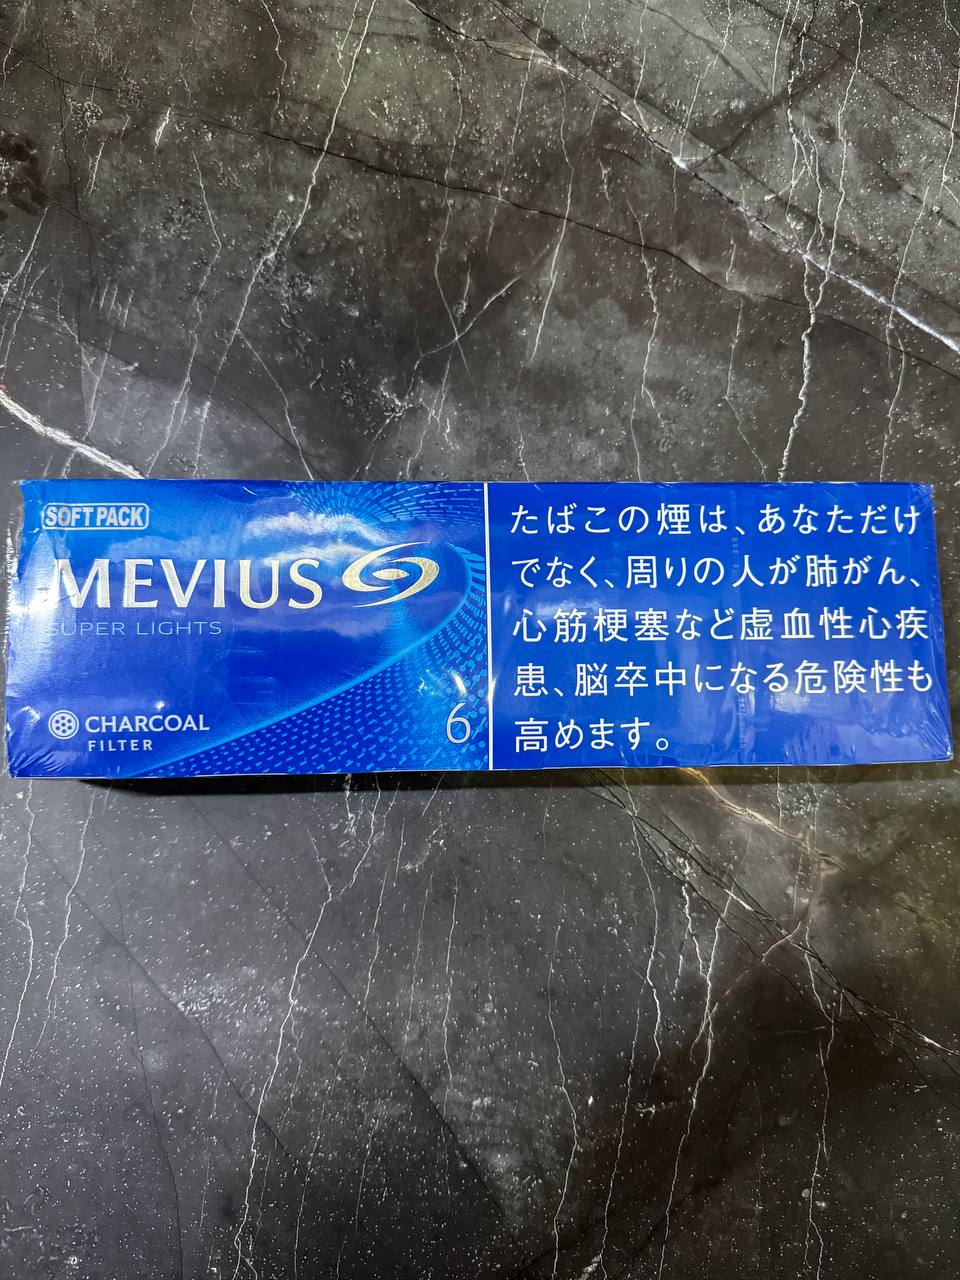 SOFT PACK
MEVIUS
SUPER LIGHTS
CHARCOAL
FILTER
6
たばこの煙は、あなただけ
でなく、周りの人が肺がん、
心筋梗塞など虚血性心疾
患、脳卒中になる危険性も
高めます。